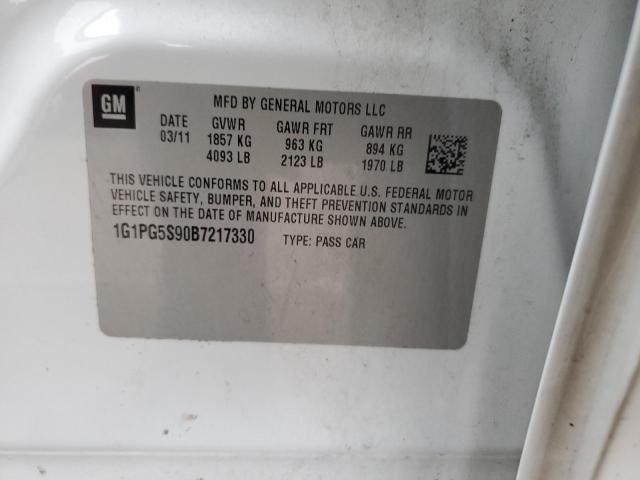 GM
MFD BY GENERAL MOTORS LLC
DATE GVWR GAWR FRT GAWR RR
03/11 1857 KG 963 KG 894 KG
4093 LB 2123 LB 1970 LB
THIS VEHICLE CONFORMS TO ALL APPLICABLE U.S. FEDERAL MOTOR
VEHICLE SAFETY, BUMPER, AND THEFT PREVENTION STANDARDS IN
EFFECT ON THE DATE OF MANUFACTURE SHOWN ABOVE.
1G1PG5S90B7217330 TYPE: PASS CAR